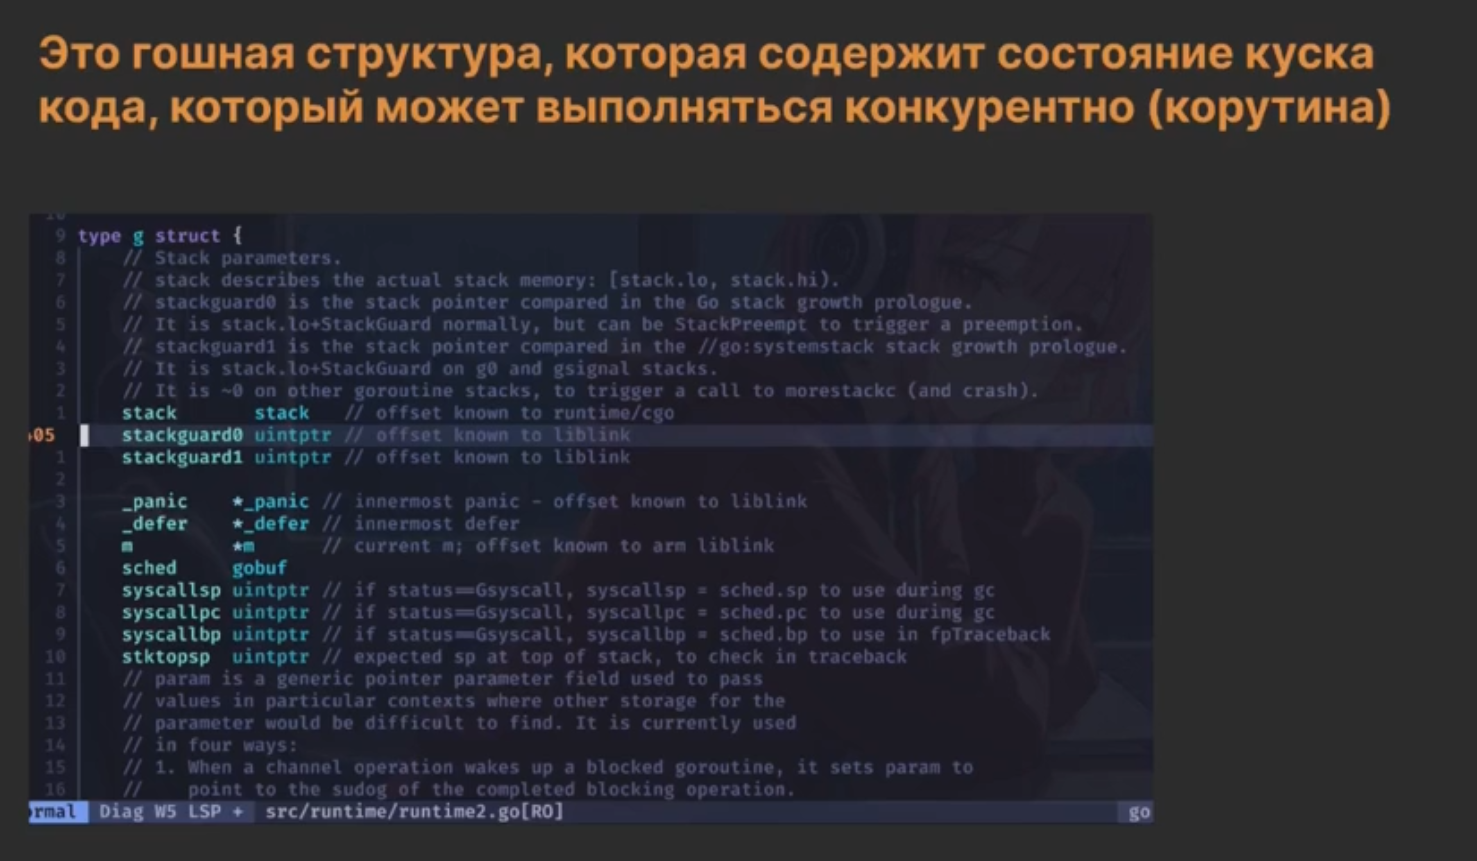 Это гошная структура, которая содержит состояние куска
кода, который может выполняться конкурентно (корутина)
10
9 type g struct {
8 // Stack parameters.
7 // stack describes the actual stack memory: [stack.lo, stack.hi).
6 // stackguard0 is the stack pointer compared in the Go stack growth prologue.
5 // It is stack.lo+StackGuard normally, but can be StackPreempt to trigger a preemption.
4 // stackguard1 is the stack pointer compared in the //go:systemstack stack growth prologue.
3 // It is stack.lo+StackGuard on g0 and gsignal stacks.
2 // It is ~0 on other goroutine stacks, to trigger a call to morestackc (and crash).
1 stack stack // offset known to runtime/cgo
05 stackguard0 uintptr // offset known to liblink
1 stackguard1 uintptr // offset known to liblink
2
3 _panic *_panic // innermost panic - offset known to liblink
4 _defer *_defer // innermost defer
5 m *m // current m; offset known to arm liblink
6 sched gobuf
7 syscallsp uintptr // if status==Gsyscall, syscallsp = sched.sp to use during gc
8 syscallpc uintptr // if status==Gsyscall, syscallpc = sched.pc to use during gc
9 syscallbp uintptr // if status==Gsyscall, syscallbp = sched.bp to use in fpTraceback
10 stktopsp uintptr // expected sp at top of stack, to check in traceback
11 // param is a generic pointer parameter field used to pass
12 // values in particular contexts where other storage for the
13 // parameter would be difficult to find. It is currently used
14 // in four ways:
15 // 1. When a channel operation wakes up a blocked goroutine, it sets param to
16 // point to the sudog of the completed blocking operation.
rmal Diag W5 LSP + src/runtime/runtime2.go[RO] go